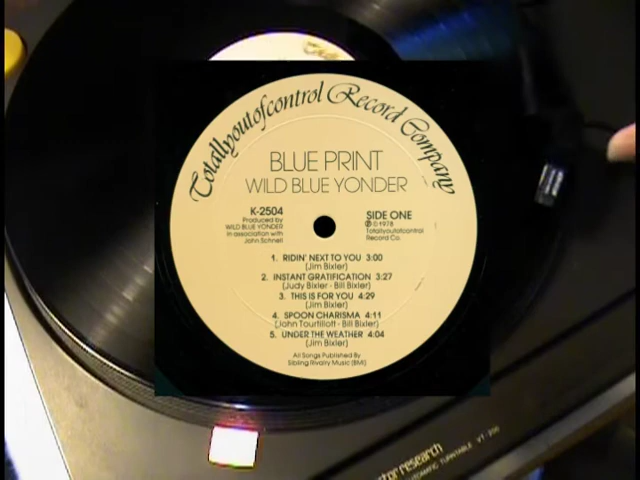 Totallyoutofcontrol Record Company
BLUE PRINT
WILD BLUE YONDER
K-2504
Produced by
WILD BLUE YONDER
In association with
John Schnell
SIDE ONE
Ⓟ © 1978
Totallyoutofcontrol
Record Co.
1. RIDIN' NEXT TO YOU 3:00
(Jim Bixler)
2. INSTANT GRATIFICATION 3:27
(Judy Bixler - Bill Bixler)
3. THIS IS FOR YOU 4:29
(Jim Bixler)
4. SPOON CHARISMA 4:11
(John Tourtillott - Bill Bixler)
5. UNDER THE WEATHER 4:04
(Jim Bixler)
All Songs Published By
Sibling Rivalry Music (BMI)
research
TURNTABLE VT-200